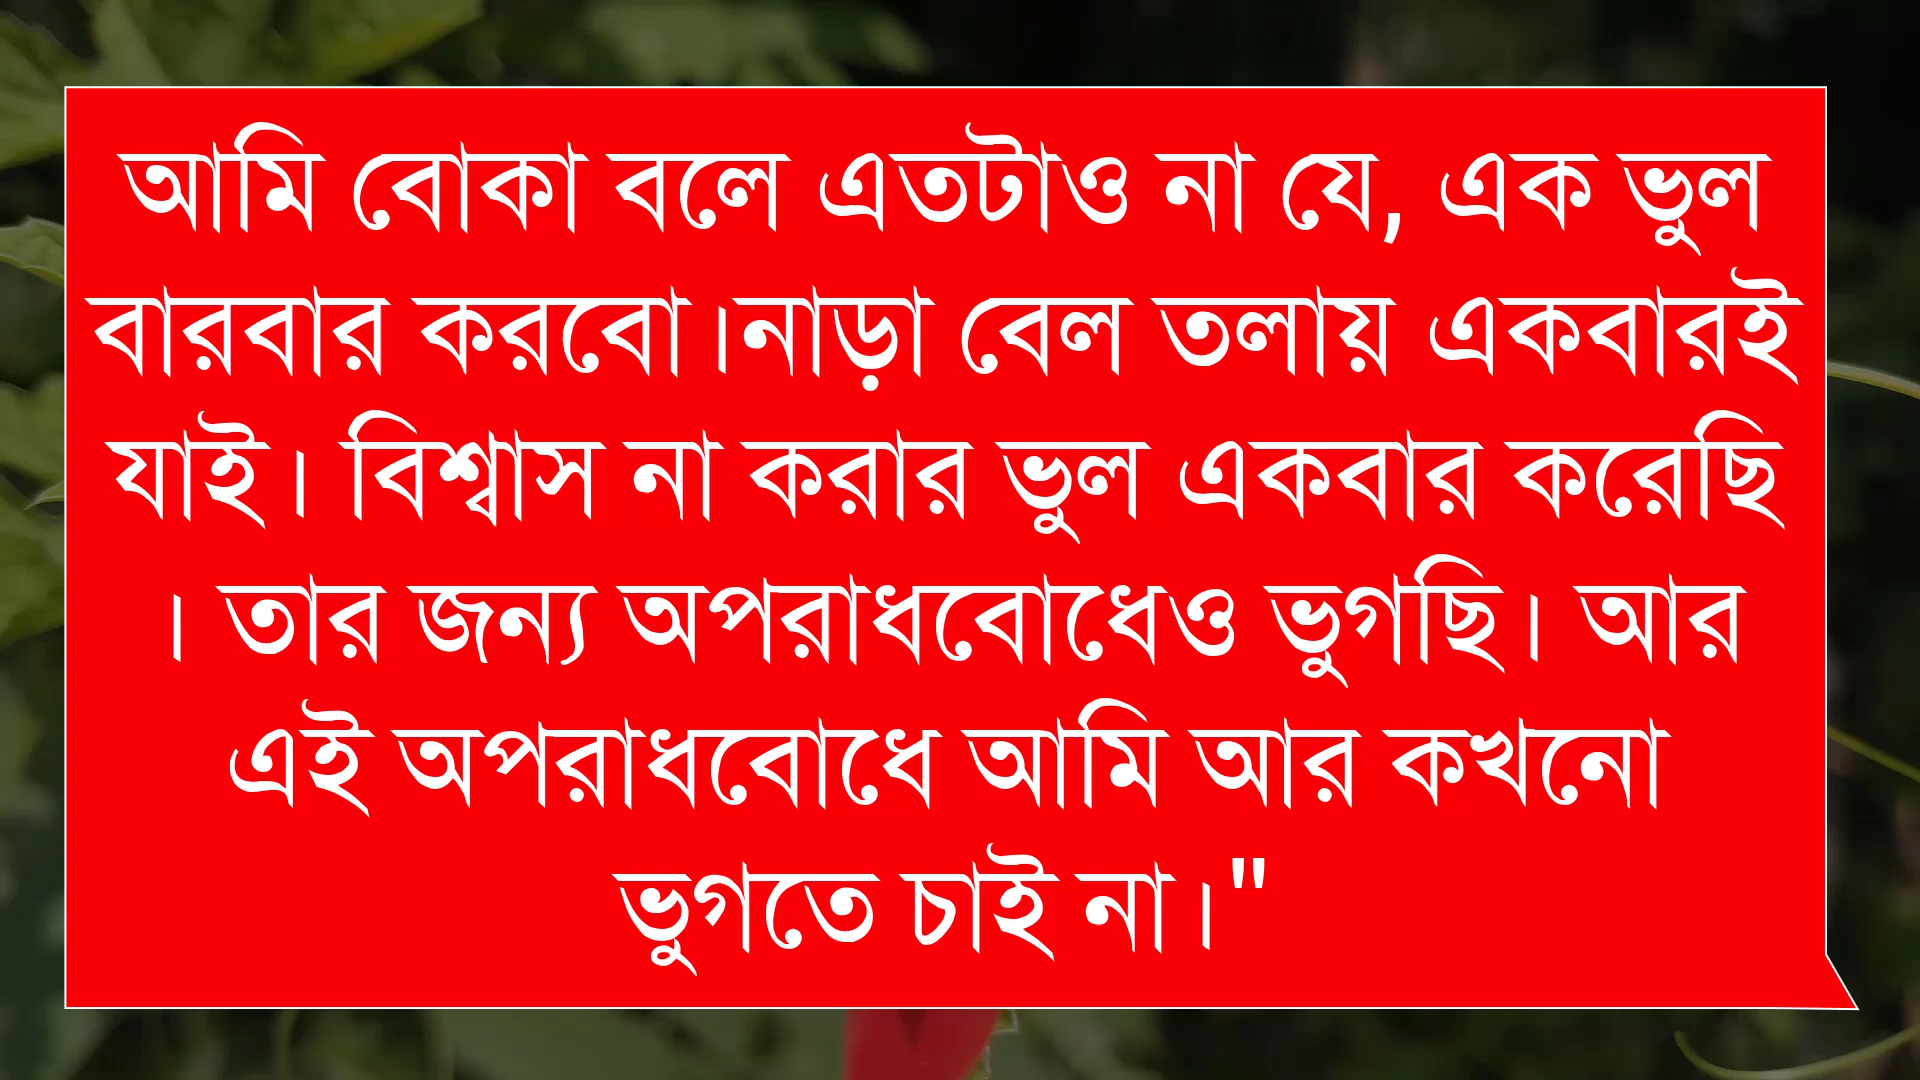 আমি বোকা বলে এতটাও না যে, এক ভুল
বারবার করবো।নাড়া বেল তলায় একবারই
যাই। বিশ্বাস না করার ভুল একবার করেছি
। তার জন্য অপরাধবোধেও ভুগছি। আর
এই অপরাধবোধে আমি আর কখনো
ভুগতে চাই না।"